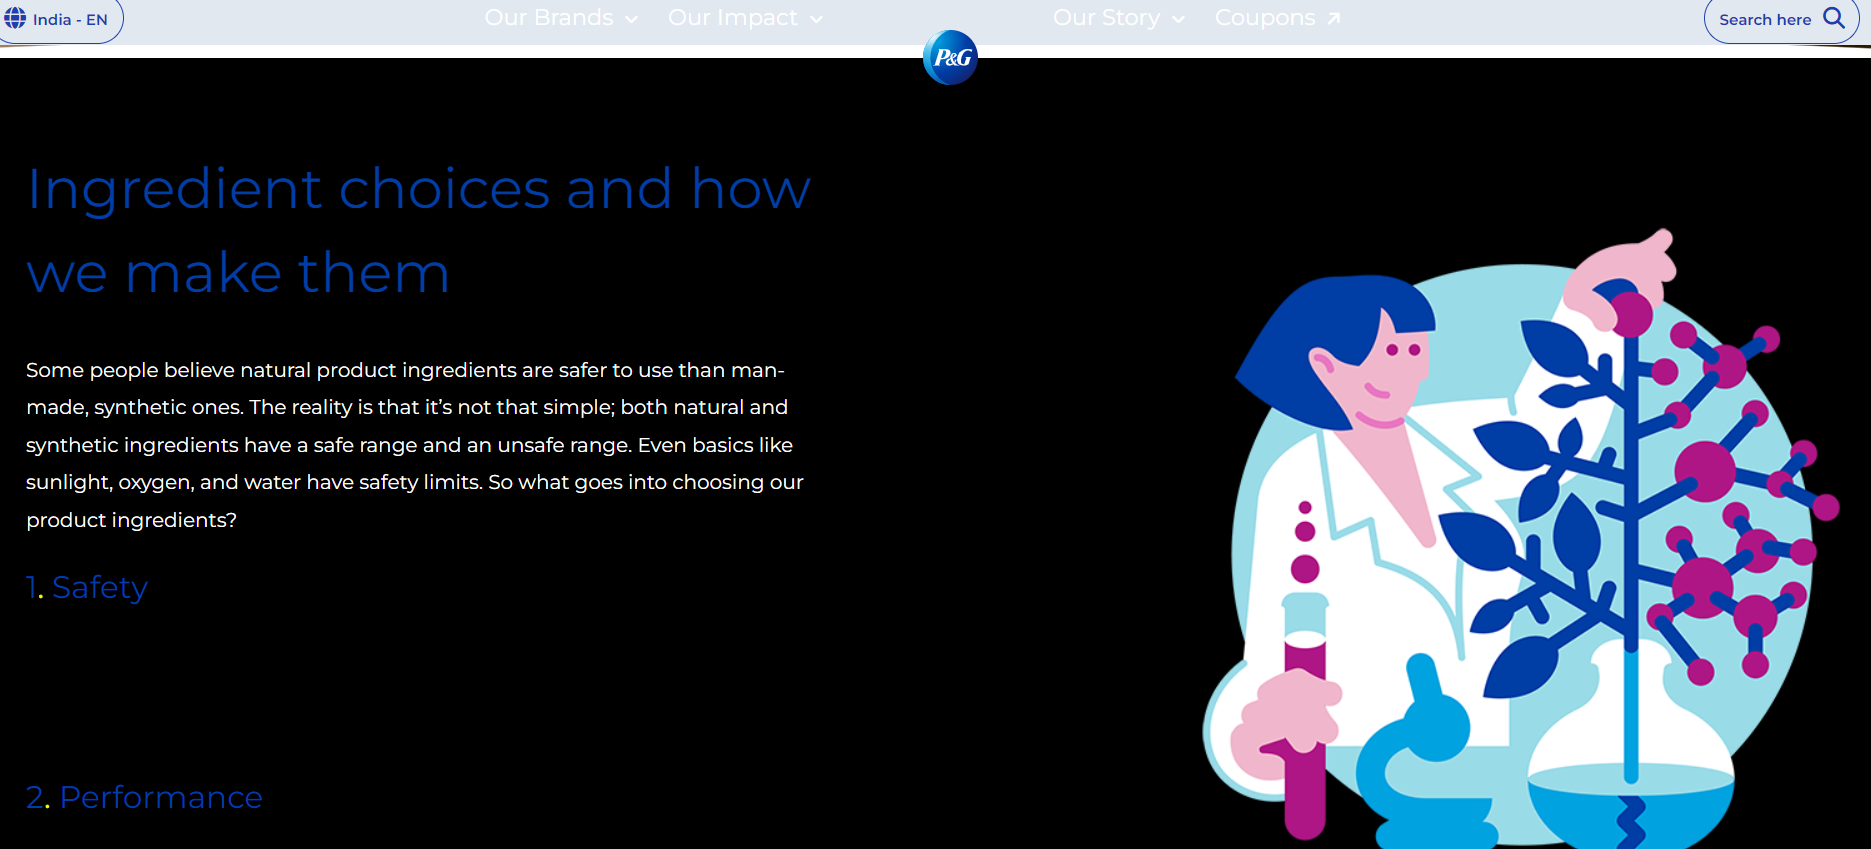 India - EN
Our Brands
Our Impact
P&G
Our Story
Coupons
Search here
Ingredient choices and how
we make them
Some people believe natural product ingredients are safer to use than man-
made, synthetic ones. The reality is that it’s not that simple; both natural and
synthetic ingredients have a safe range and an unsafe range. Even basics like
sunlight, oxygen, and water have safety limits. So what goes into choosing our
product ingredients?
1. Safety
2. Performance